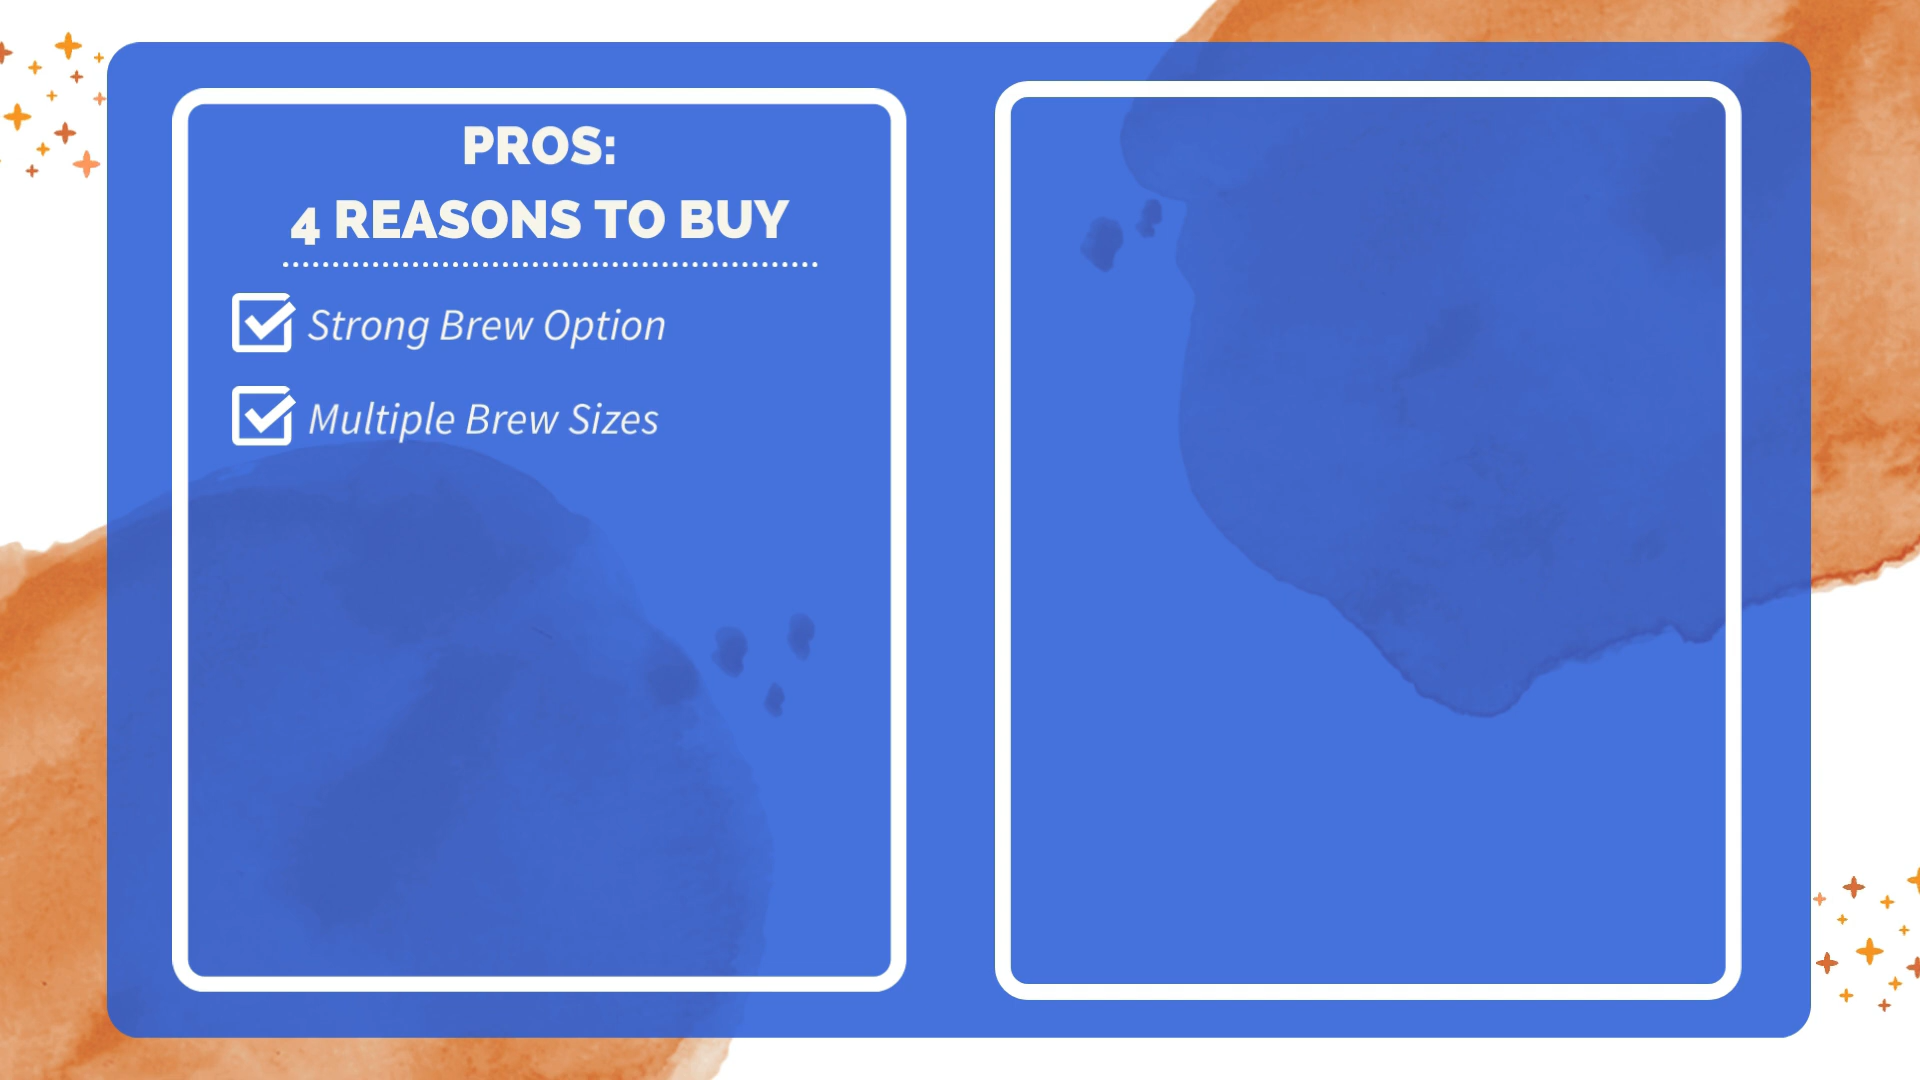 PROS:
4 REASONS TO BUY
Strong Brew Option
Multiple Brew Sizes